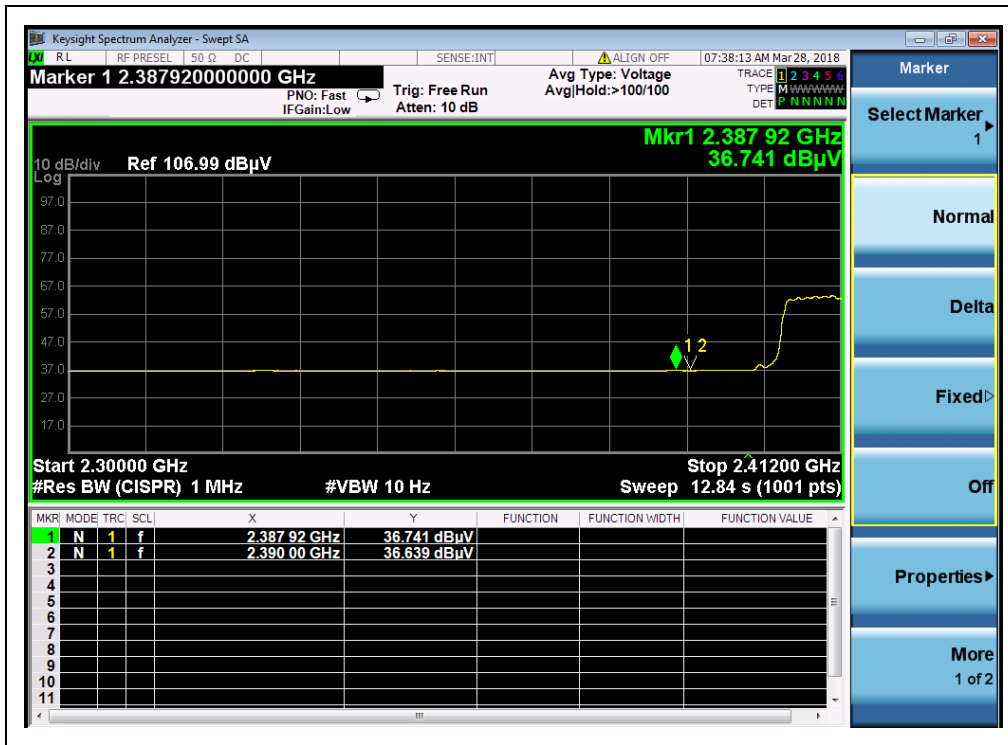 Keysight Spectrum Analyzer - Swept SA
LXI RL RF PRESEL 50 Ω DC SENSE:INT ALIGN OFF 07:38:13 AM Mar 28, 2018
Marker 1 2.387920000000 GHz
PNO: Fast
IFGain:Low
Trig: Free Run
Atten: 10 dB
Avg Type: Voltage
Avg|Hold:>100/100
TRACE 1 2 3 4 5 6
TYPE M W W W W W
DET P N N N N N
Mkr1 2.387 92 GHz
36.741 dBµV
10 dB/div Ref 106.99 dBµV
Log
97.0
87.0
77.0
67.0
57.0
47.0
37.0
27.0
17.0
1 2
Start 2.30000 GHz Stop 2.41200 GHz
#Res BW (CISPR) 1 MHz #VBW 10 Hz Sweep 12.84 s (1001 pts)
MKR MODE TRC SCL X Y FUNCTION FUNCTION WIDTH FUNCTION VALUE
1 N 1 f 2.387 92 GHz 36.741 dBµV
2 N 1 f 2.390 00 GHz 36.639 dBµV
3
4
5
6
7
8
9
10
11
Marker
Select Marker
1
Normal
Delta
Fixed
Off
Properties
More
1 of 2